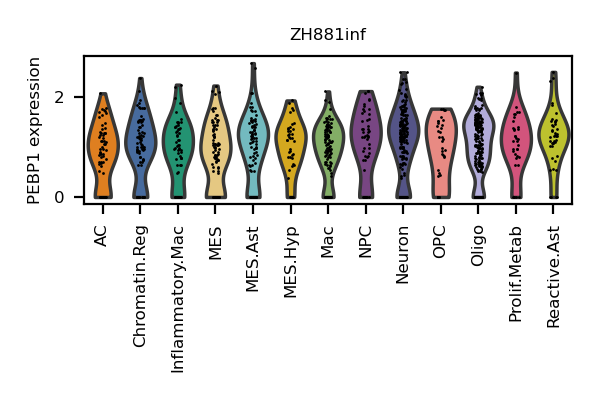 ZH881inf
PEBP1 expression
2
0
AC
Chromatin.Reg
Inflammatory.Mac
MES
MES.Ast
MES.Hyp
Mac
NPC
Neuron
OPC
Oligo
Prolif.Metab
Reactive.Ast